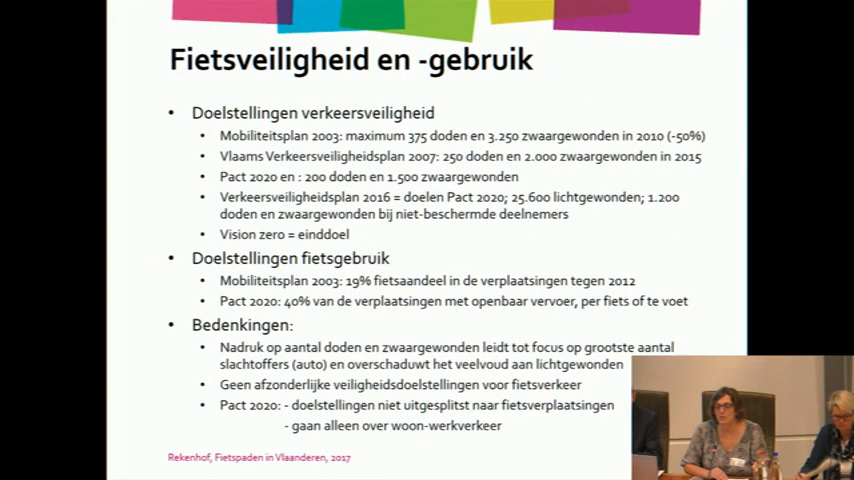 Fietsveiligheid en -gebruik
• Doelstellingen verkeersveiligheid
• Mobiliteitsplan 2003: maximum 375 doden en 3.250 zwaargewonden in 2010 (-50%)
• Vlaams Verkeersveiligheidsplan 2007: 250 doden en 2.000 zwaargewonden in 2015
• Pact 2020 en : 200 doden en 1.500 zwaargewonden
• Verkeersveiligheidsplan 2016 = doelen Pact 2020; 25.600 lichtgewonden; 1.200
doden en zwaargewonden bij niet-beschermde deelnemers
• Vision zero = einddoel
• Doelstellingen fietsgebruik
• Mobiliteitsplan 2003: 19% fietsaandeel in de verplaatsingen tegen 2012
• Pact 2020: 40% van de verplaatsingen met openbaar vervoer, per fiets of te voet
• Bedenkingen:
• Nadruk op aantal doden en zwaargewonden leidt tot focus op grootste aantal
slachtoffers (auto) en overschaduwt het veelvoud aan lichtgewonden
• Geen afzonderlijke veiligheidsdoelstellingen voor fietsverkeer
• Pact 2020: - doelstellingen niet uitgesplitst naar fietsverplaatsingen
- gaan alleen over woon-werkverkeer
Rekenhof, Fietspaden in Vlaanderen, 2017